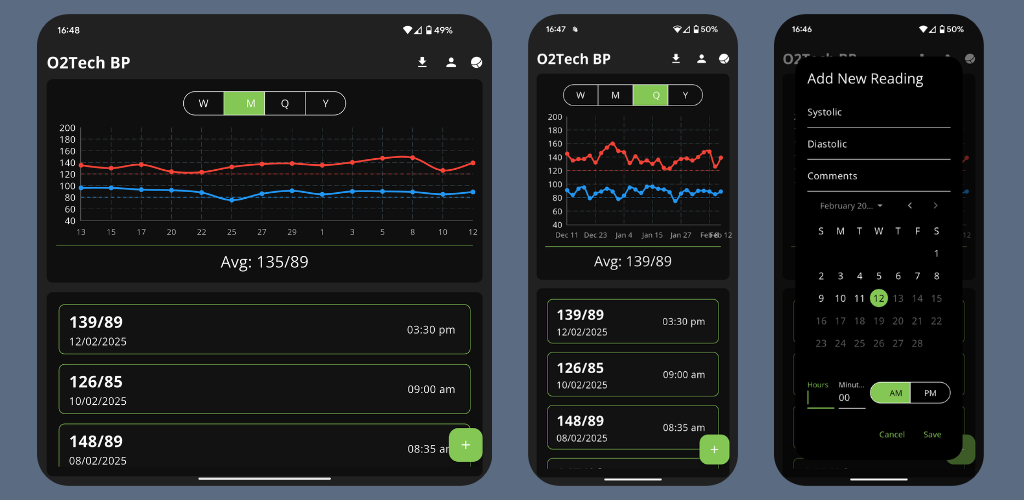 16:48 49%
O2Tech BP
W M Q Y
200
180
160
140
120
100
80
60
40
13 15 17 20 22 25 27 29 1 3 5 8 10 12
Avg: 135/89
139/89
12/02/2025
03:30 pm
126/85
10/02/2025
09:00 am
148/89
08/02/2025
08:35 a
+
16:47 50%
O2Tech BP
W M Q Y
200
180
160
140
120
100
80
60
40
Dec 11 Dec 23 Jan 4 Jan 15 Jan 27 Feb 12
Avg: 139/89
139/89
12/02/2025
03:30 pm
126/85
10/02/2025
09:00 am
148/89
08/02/2025
08:35 am
+
16:46 50%
O2Tech BP
Add New Reading
Systolic
Diastolic
Comments
February 20...
S M T W T F S
1
2 3 4 5 6 7 8
9 10 11 12 13 14 15
16 17 18 19 20 21 22
23 24 25 26 27 28
Hours Minut...
00
AM PM
Cancel Save